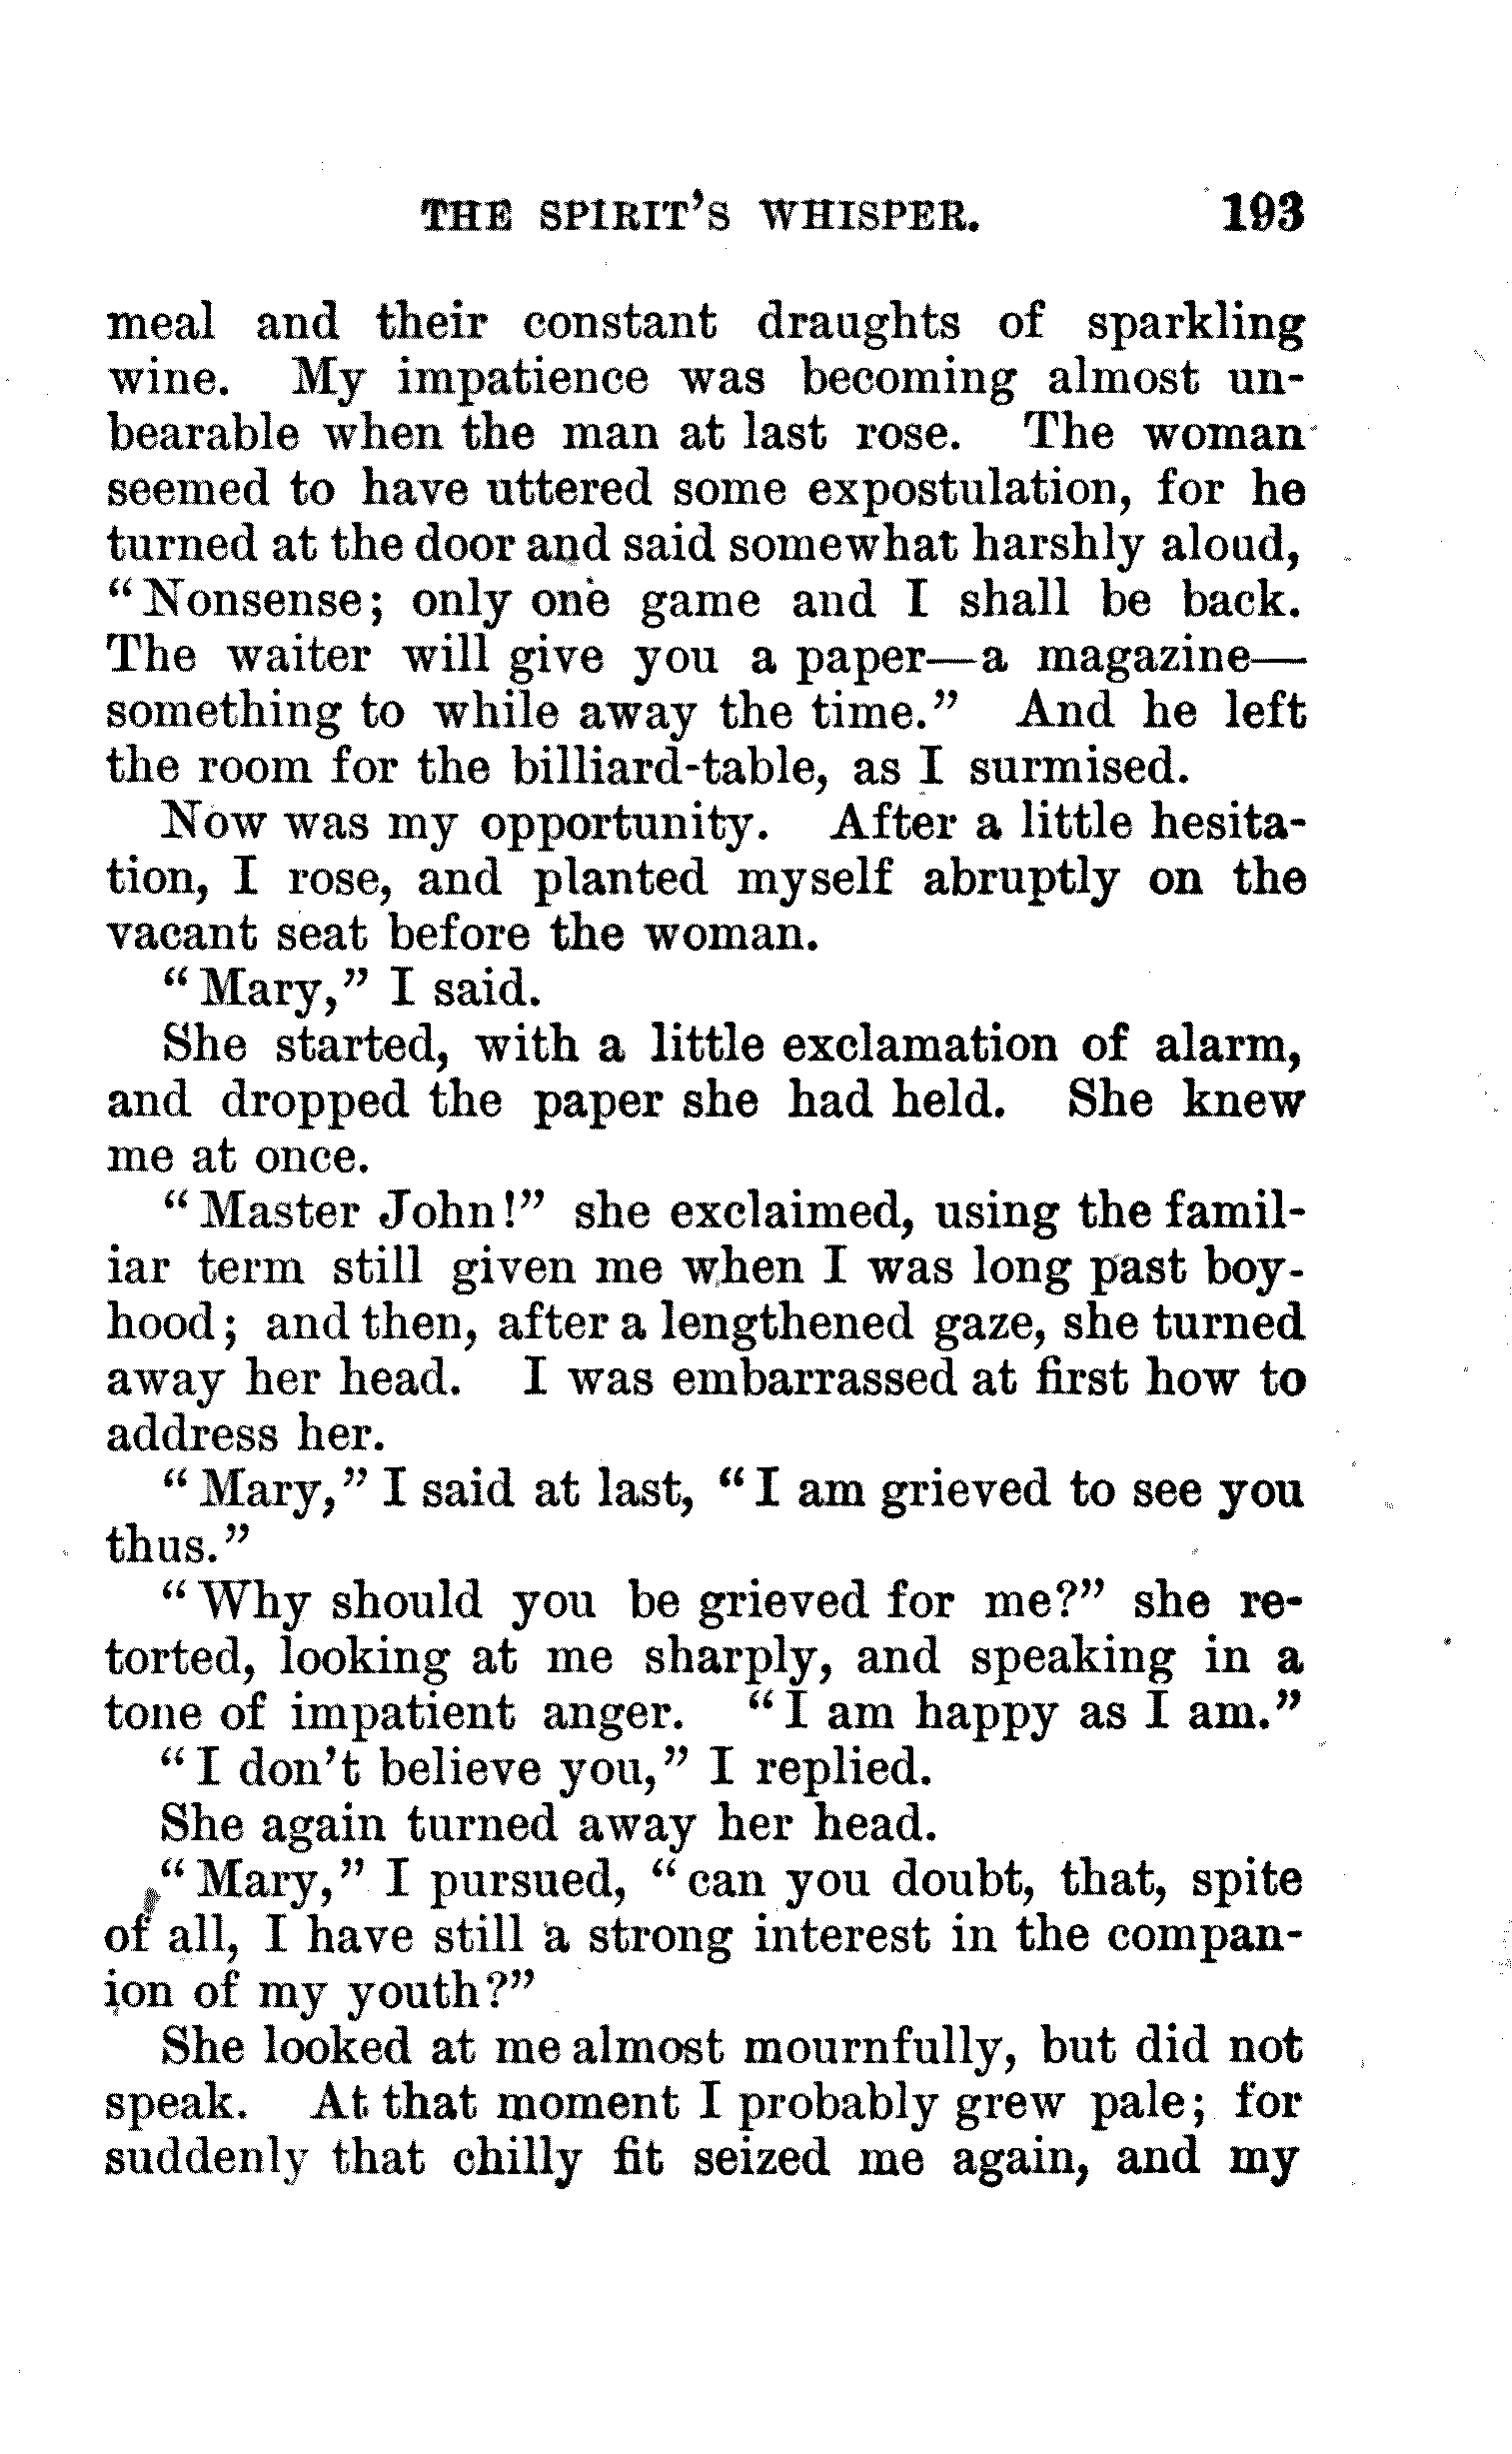 THE SPIRIT'S WHISPER. 193
meal and their constant draughts of sparkling
wine. My impatience was becoming almost un-
bearable when the man at last rose. The woman
seemed to have uttered some expostulation, for he
turned at the door and said somewhat harshly aloud,
"Nonsense; only one game and I shall be back.
The waiter will give you a paper—a magazine—
something to while away the time." And he left
the room for the billiard-table, as I surmised.
Now was my opportunity. After a little hesita-
tion, I rose, and planted myself abruptly on the
vacant seat before the woman.
"Mary," I said.
She started, with a little exclamation of alarm,
and dropped the paper she had held. She knew
me at once.
"Master John!" she exclaimed, using the famil-
iar term still given me when I was long past boy-
hood; and then, after a lengthened gaze, she turned
away her head. I was embarrassed at first how to
address her.
"Mary," I said at last, "I am grieved to see you
thus."
"Why should you be grieved for me?" she re-
torted, looking at me sharply, and speaking in a
tone of impatient anger. "I am happy as I am."
"I don't believe you," I replied.
She again turned away her head.
"Mary," I pursued, "can you doubt, that, spite
of all, I have still a strong interest in the compan-
ion of my youth?"
She looked at me almost mournfully, but did not
speak. At that moment I probably grew pale; for
suddenly that chilly fit seized me again, and my